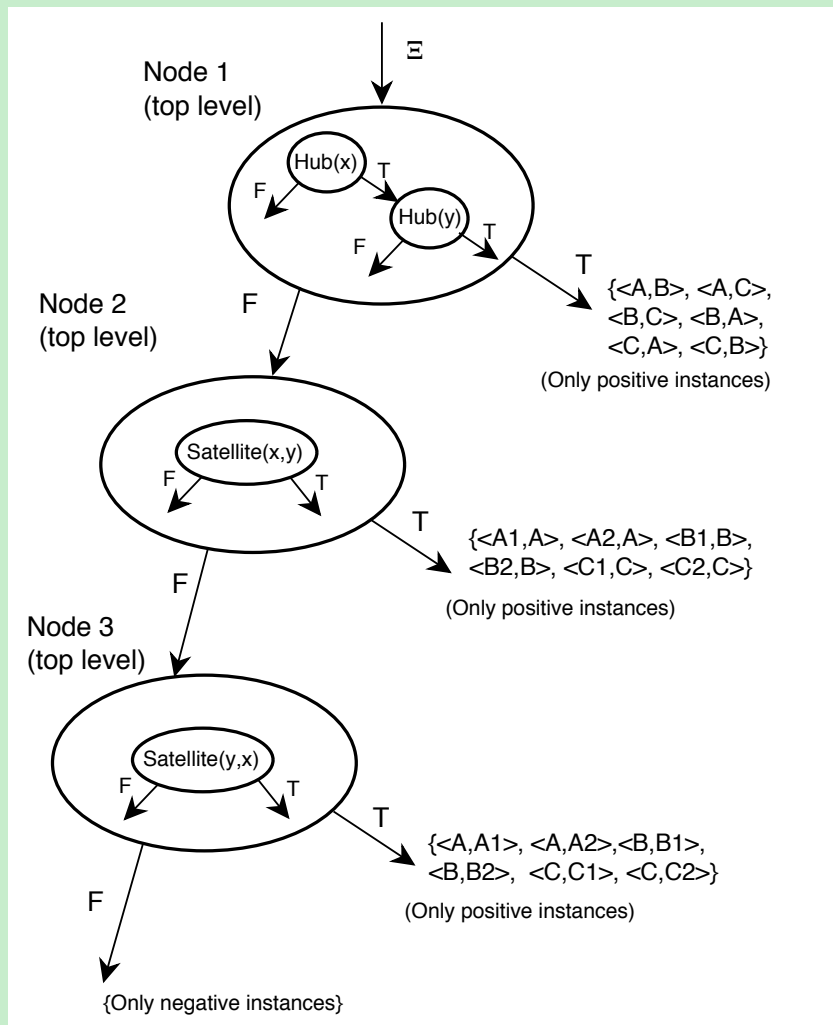 Ξ
Node 1
(top level)
Hub(x)
F
T
Hub(y)
F
T
T
{<A,B>, <A,C>,
<B,C>, <B,A>,
<C,A>, <C,B>}
(Only positive instances)
F
Node 2
(top level)
Satellite(x,y)
F
T
T
{<A1,A>, <A2,A>, <B1,B>,
<B2,B>, <C1,C>, <C2,C>}
(Only positive instances)
F
Node 3
(top level)
Satellite(y,x)
F
T
T
{<A,A1>, <A,A2>,<B,B1>,
<B,B2>, <C,C1>, <C,C2>}
(Only positive instances)
F
{Only negative instances}